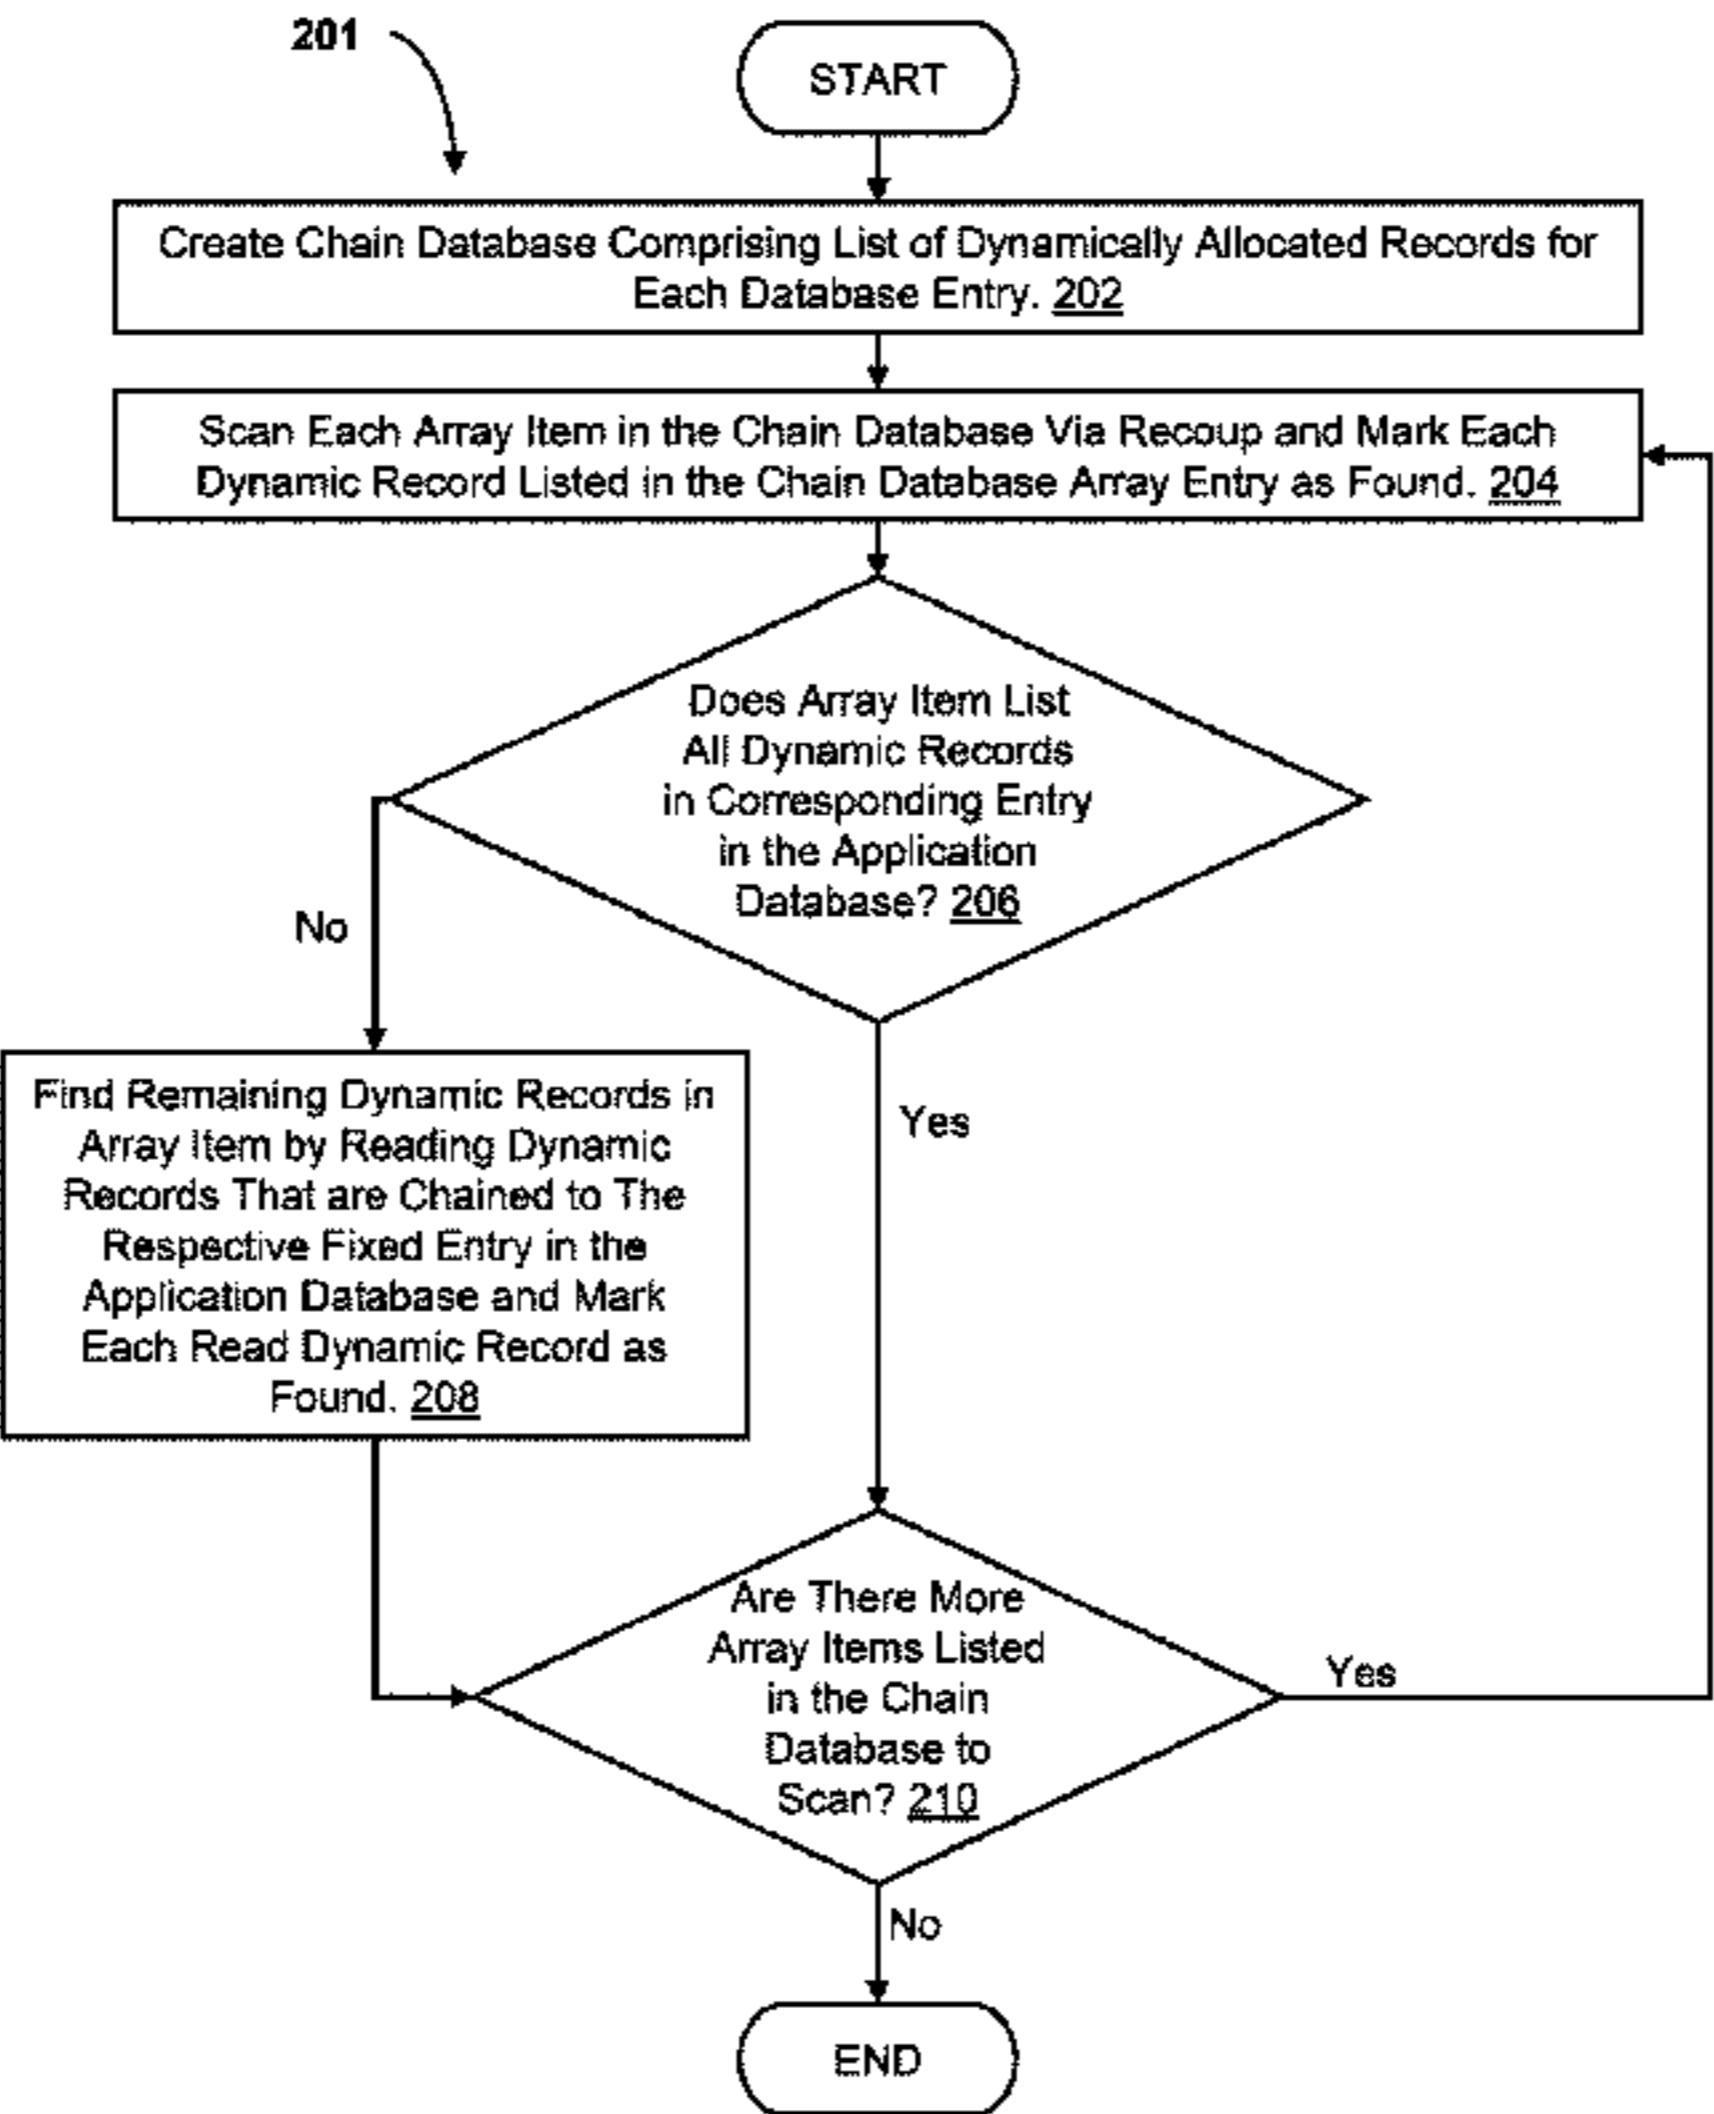 201
START
Create Chain Database Comprising List of Dynamically Allocated Records for
Each Database Entry. 202
Scan Each Array Item in the Chain Database Via Recoup and Mark Each
Dynamic Record Listed in the Chain Database Array Entry as Found. 204
Does Array Item List
All Dynamic Records
in Corresponding Entry
in the Application
Database? 206
No
Find Remaining Dynamic Records in
Array Item by Reading Dynamic
Records That are Chained to The
Respective Fixed Entry in the
Application Database and Mark
Each Read Dynamic Record as
Found. 208
Yes
Are There More
Array Items Listed
in the Chain
Database to
Scan? 210
Yes
No
END